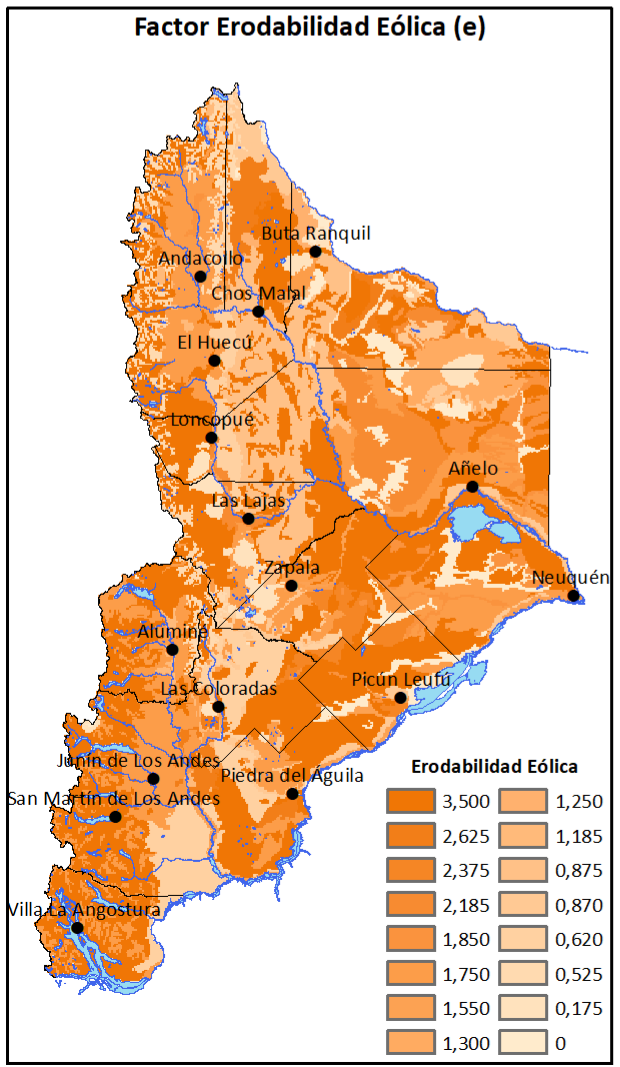 Factor Erodabilidad Eólica (e)
Buta Ranquil
Andacollo
Chos Malal
El Huecú
Loncopué
Añelo
Las Lajas
Zapala
Neuquén
Aluminé
Picún Leufú
Las Coloradas
Junín de Los Andes
Piedra del Águila
San Martín de Los Andes
Villa La Angostura
Erodabilidad Eólica
3,500 1,250
2,625 1,185
2,375 0,875
2,185 0,870
1,850 0,620
1,750 0,525
1,550 0,175
1,300 0